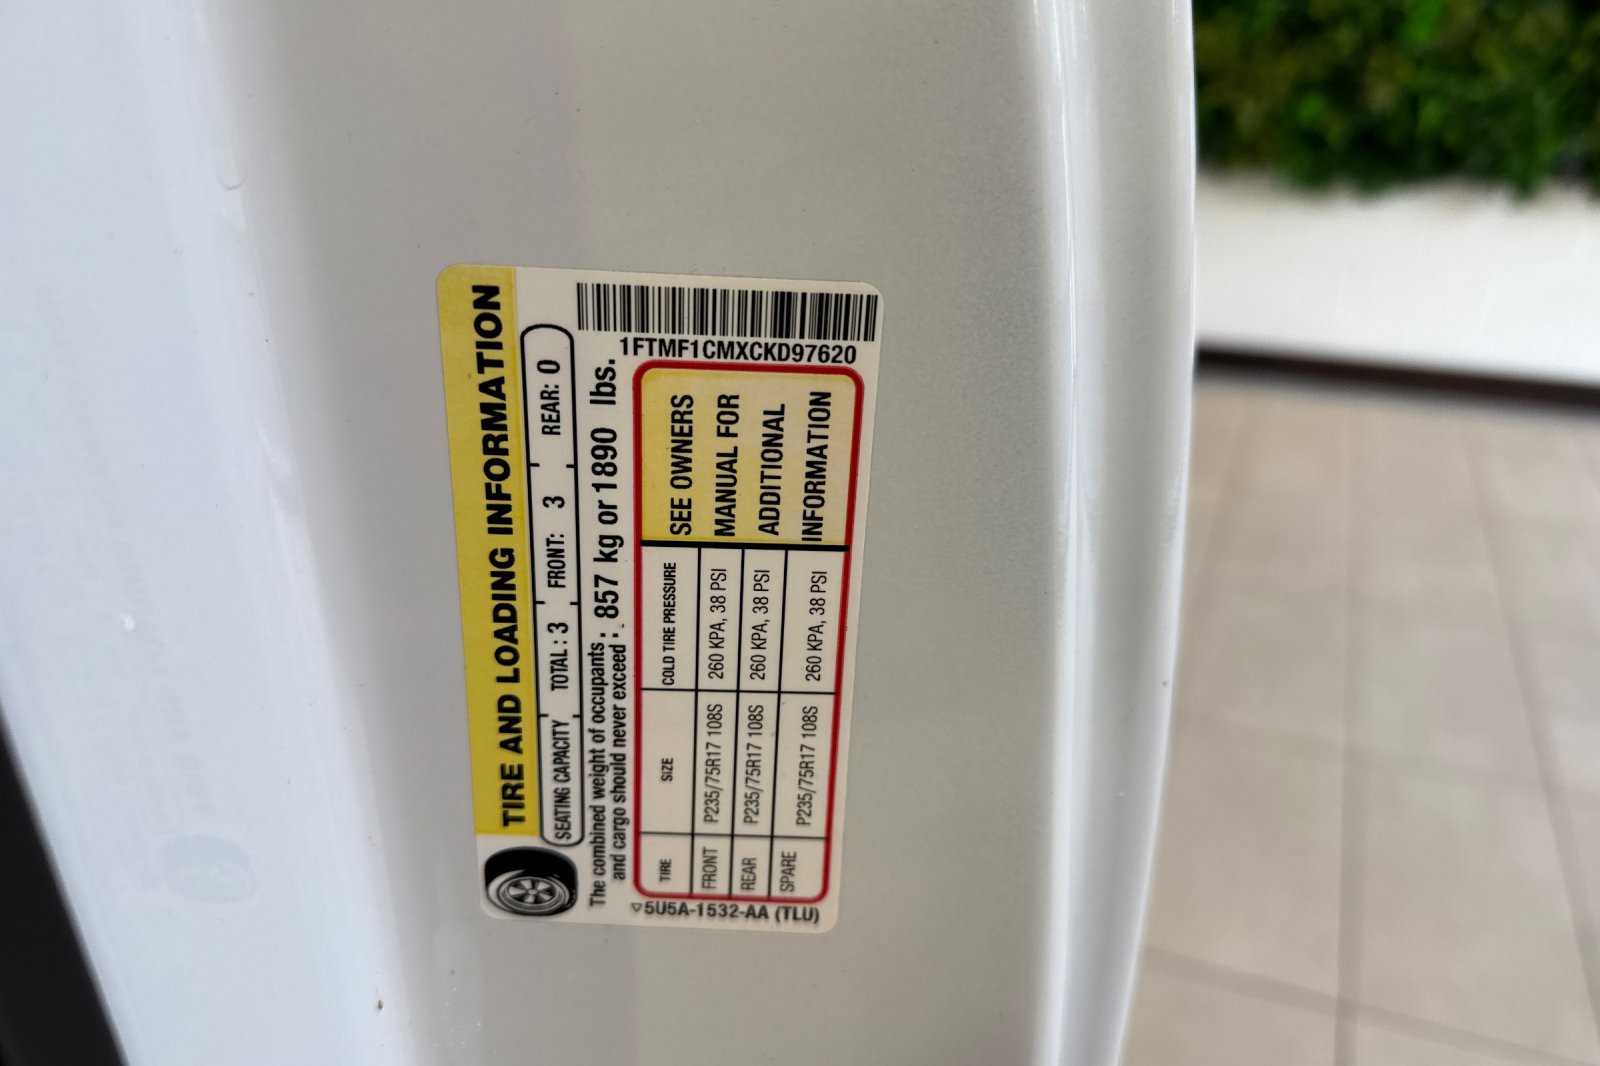 TIRE AND LOADING INFORMATION
SEATING CAPACITY TOTAL : 3 FRONT: 3 REAR: 0
The combined weight of occupants
and cargo should never exceed : 857 kg or 1890 lbs.
TIRE SIZE COLD TIRE PRESSURE
FRONT P235/75R17 108S 260 KPA, 38 PSI
REAR P235/75R17 108S 260 KPA, 38 PSI
SPARE P235/75R17 108S 260 KPA, 38 PSI
SEE OWNERS
MANUAL FOR
ADDITIONAL
INFORMATION
5U5A-1532-AA (TLU)
1FTMF1CMXCKD97620